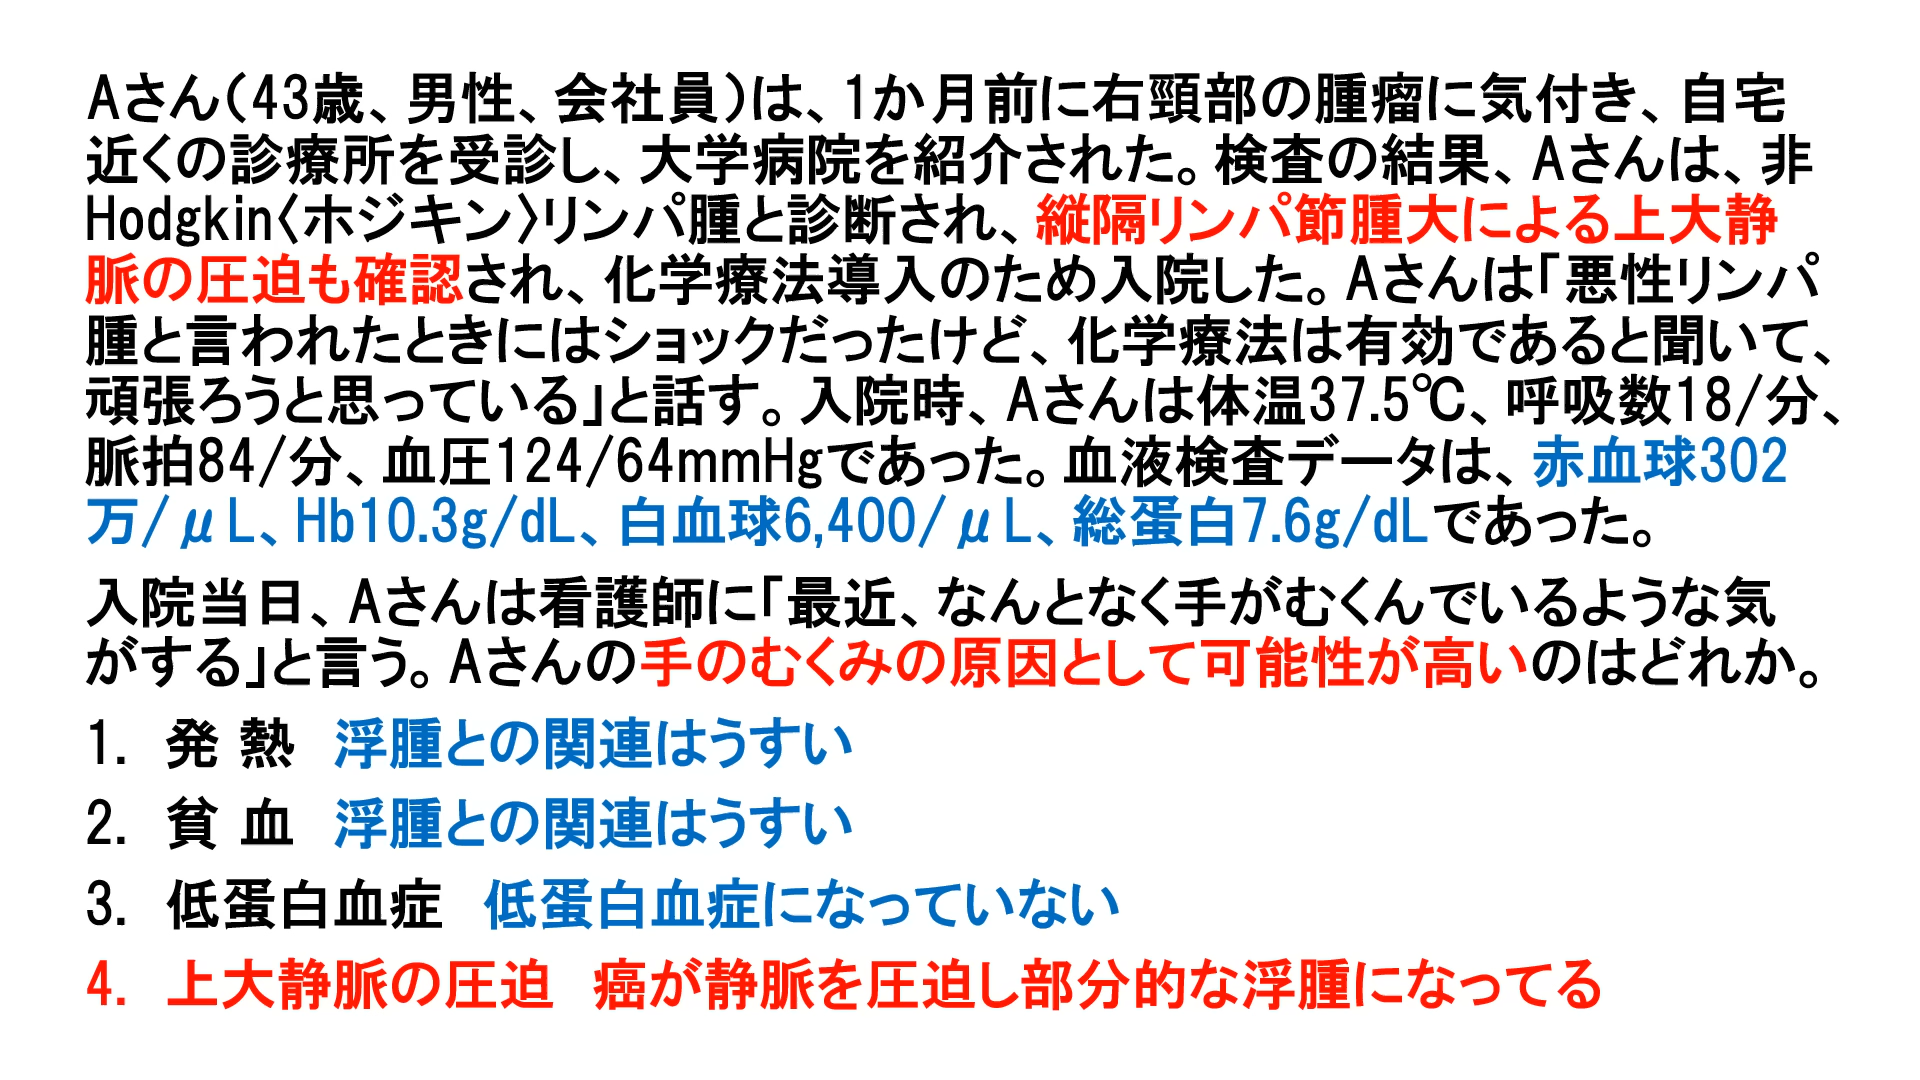 Aさん（43歳、男性、会社員）は、1か月前に右頸部の腫瘤に気付き、自宅
近くの診療所を受診し、大学病院を紹介された。検査の結果、Aさんは、非
Hodgkin〈ホジキン〉リンパ腫と診断され、縦隔リンパ節腫大による上大静
脈の圧迫も確認され、化学療法導入のため入院した。Aさんは「悪性リンパ
腫と言われたときにはショックだったけど、化学療法は有効であると聞いて、
頑張ろうと思っている」と話す。入院時、Aさんは体温37.5℃、呼吸数18/分、
脈拍84/分、血圧124/64mmHgであった。血液検査データは、赤血球302
万/μL、Hb10.3g/dL、白血球6,400/μL、総蛋白7.6g/dLであった。
入院当日、Aさんは看護師に「最近、なんとなく手がむくんでいるような気
がする」と言う。Aさんの手のむくみの原因として可能性が高いのはどれか。
1. 発 熱 浮腫との関連はうすい
2. 貧 血 浮腫との関連はうすい
3. 低蛋白血症 低蛋白血症になっていない
4. 上大静脈の圧迫 癌が静脈を圧迫し部分的な浮腫になってる